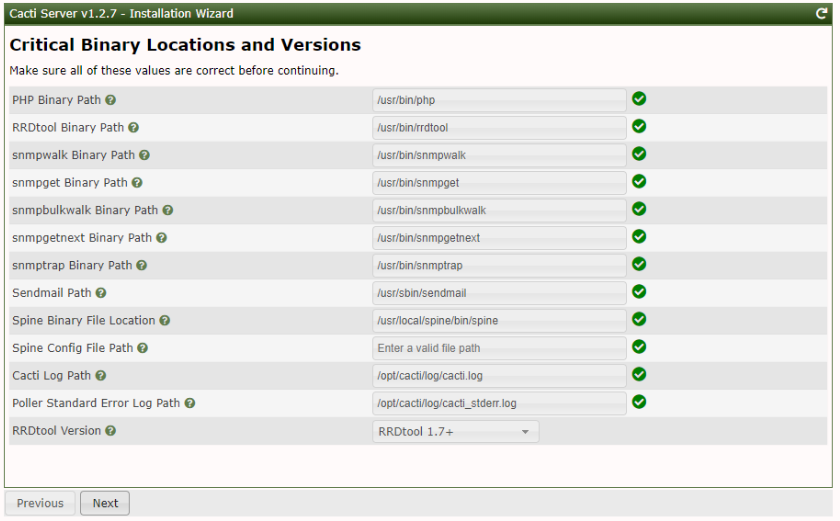 Cacti Server v1.2.7 - Installation Wizard
Critical Binary Locations and Versions
Make sure all of these values are correct before continuing.
PHP Binary Path /usr/bin/php
RRDtool Binary Path /usr/bin/rrdtool
snmpwalk Binary Path /usr/bin/snmpwalk
snmpget Binary Path /usr/bin/snmpget
snmpbulkwalk Binary Path /usr/bin/snmpbulkwalk
snmpgetnext Binary Path /usr/bin/snmpgetnext
snmptrap Binary Path /usr/bin/snmptrap
Sendmail Path /usr/sbin/sendmail
Spine Binary File Location /usr/local/spine/bin/spine
Spine Config File Path Enter a valid file path
Cacti Log Path /opt/cacti/log/cacti.log
Poller Standard Error Log Path /opt/cacti/log/cacti_stderr.log
RRDtool Version RRDtool 1.7+
Previous Next